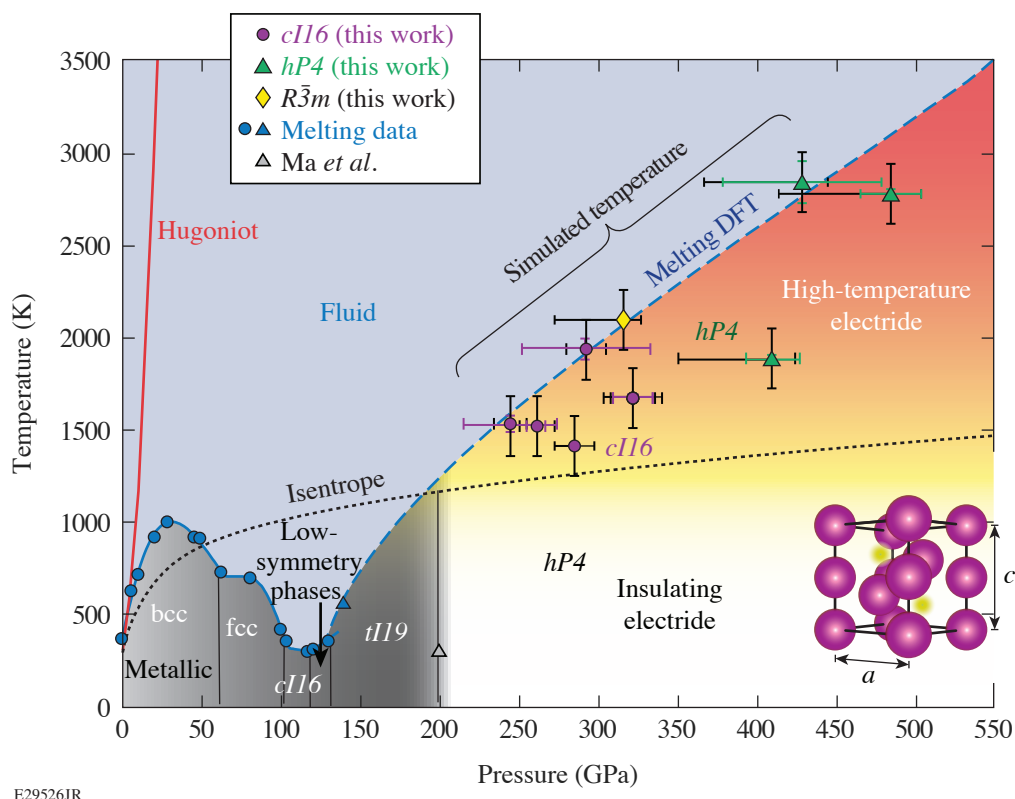 cI16 (this work)
hP4 (this work)
R3̄m (this work)
Melting data
Ma et al.
3500
3000
2500
2000
1500
1000
500
0
Temperature (K)
Hugoniot
Fluid
Simulated temperature
Melting DFT
High-temperature
electride
hP4
cI16
Isentrope
Low-
symmetry
phases
bcc
fcc
Metallic
cI16
tI19
hP4
Insulating
electride
c
a
0
50
100
150
200
250
300
350
400
450
500
550
Pressure (GPa)
E29526JR